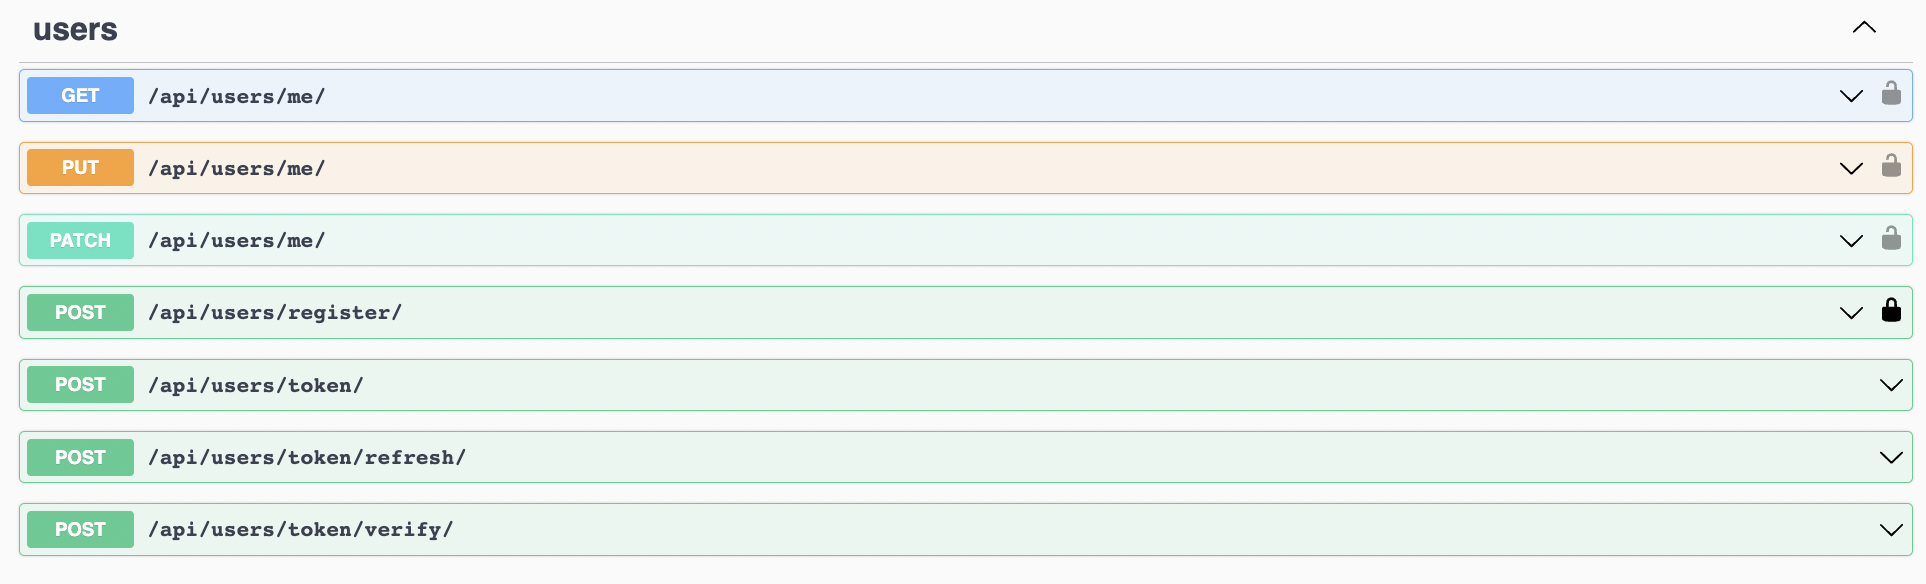 users
GET /api/users/me/
PUT /api/users/me/
PATCH /api/users/me/
POST /api/users/register/
POST /api/users/token/
POST /api/users/token/refresh/
POST /api/users/token/verify/